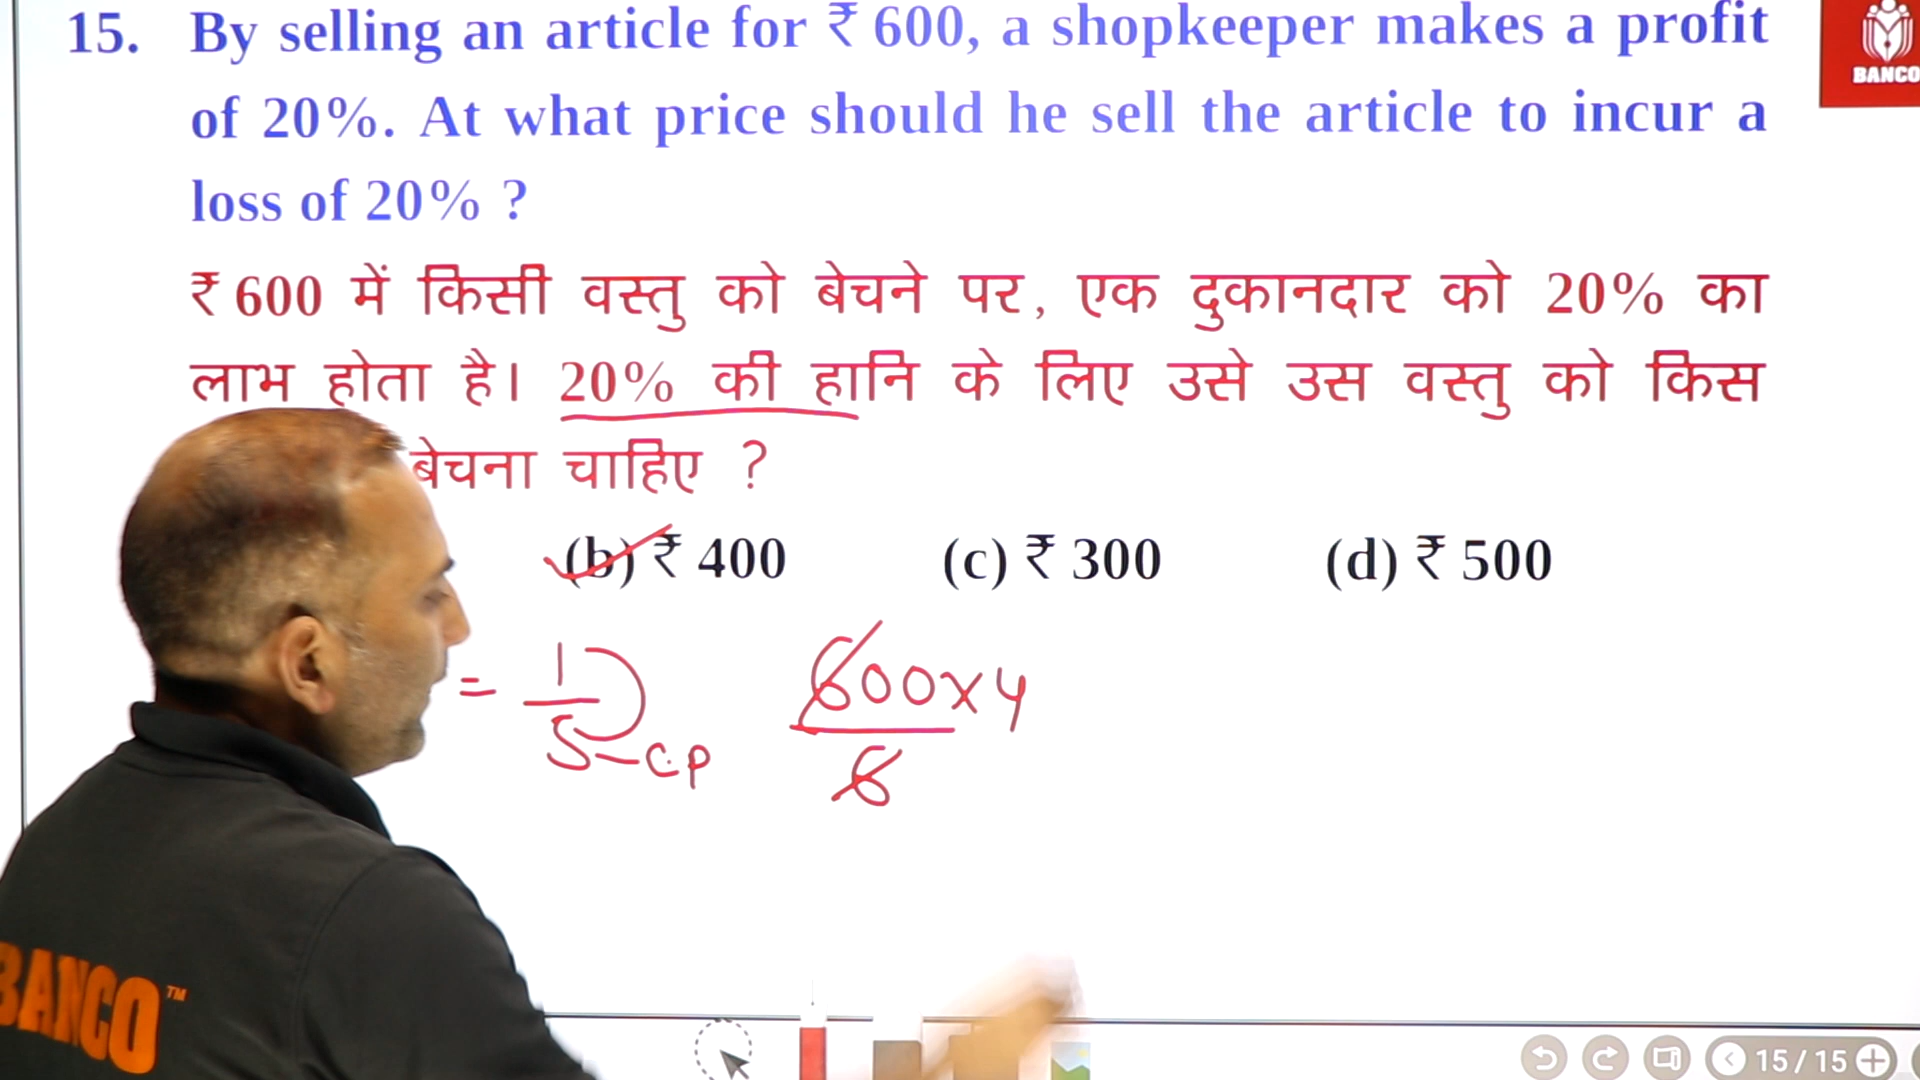 15. By selling an article for ₹ 600, a shopkeeper makes a profit
of 20%. At what price should he sell the article to incur a
loss of 20% ?
₹ 600 में किसी वस्तु को बेचने पर, एक दुकानदार को 20% का
लाभ होता है। 20% की हानि के लिए उसे उस वस्तु को किस
बेचना चाहिए ?
(b) ₹ 400 (c) ₹ 300 (d) ₹ 500
= 1/5 - C.P 600×4/6
BANCO
BANCO™
15/15